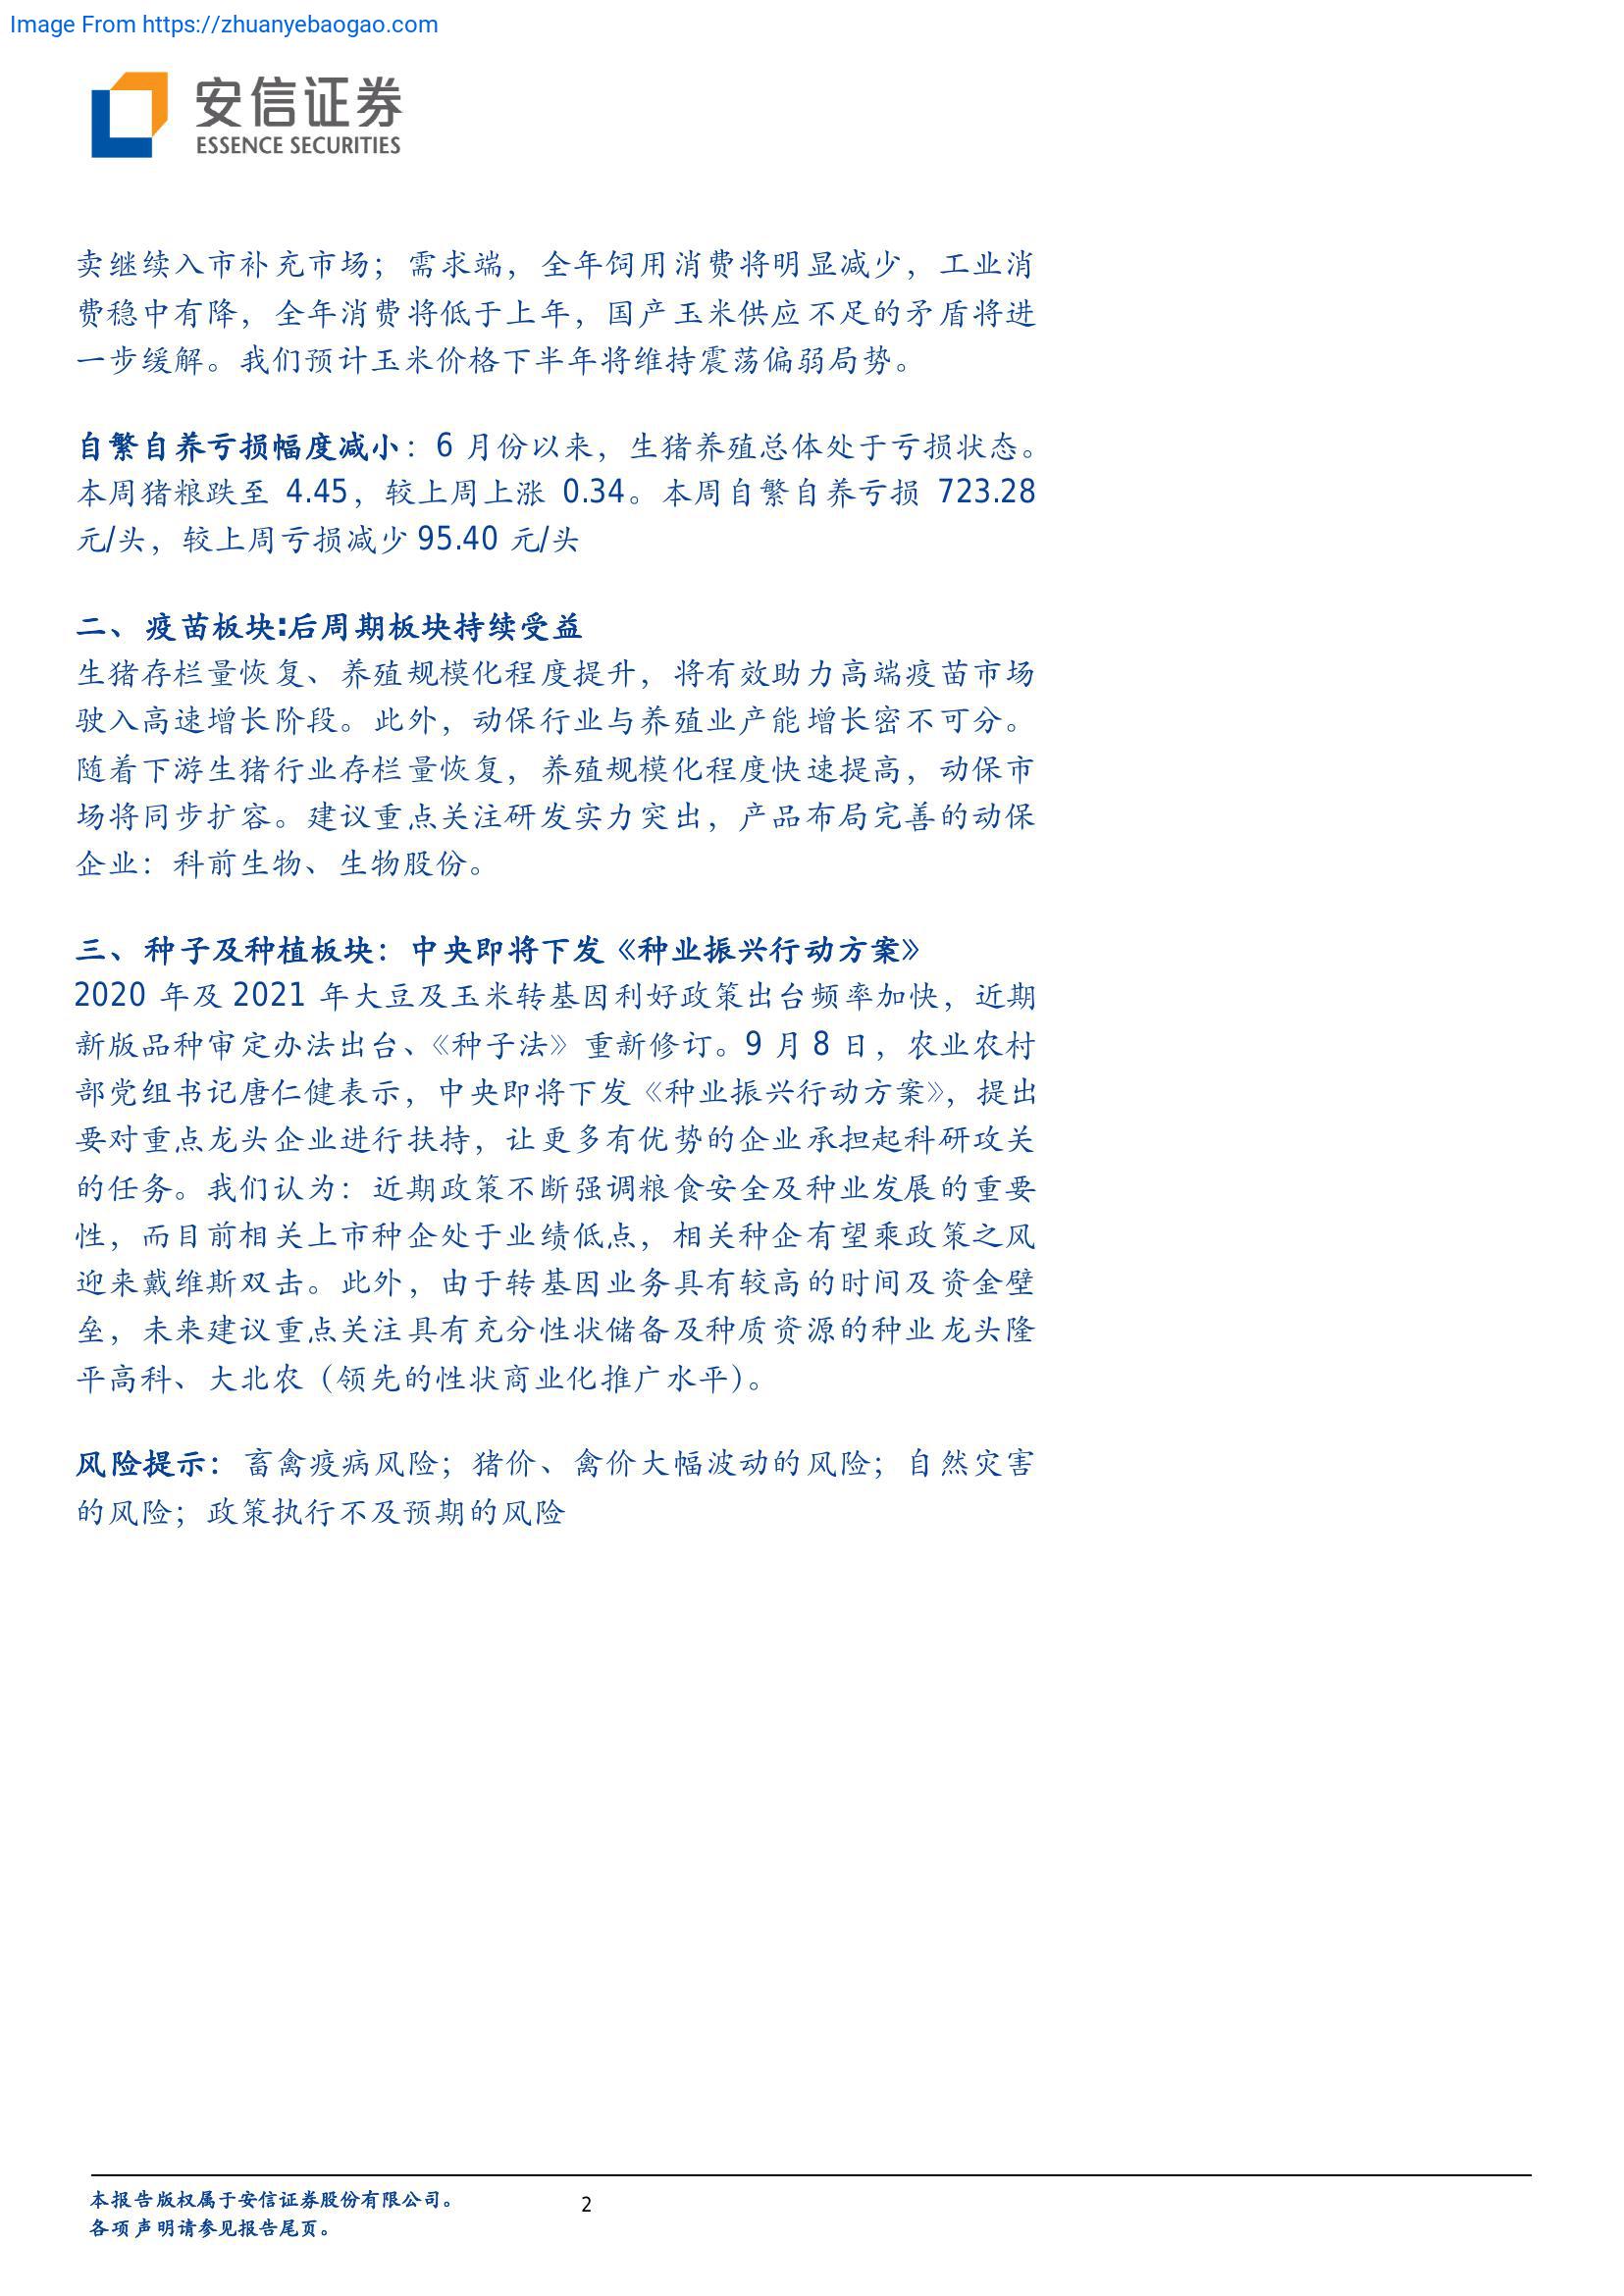 Image From https://zhuanyebaogao.com
安信证券
ESSENCE SECURITIES
卖继续入市补充市场；需求端，全年饲用消费将明显减少，工业消
费稳中有降，全年消费将低于上年，国产玉米供应不足的矛盾将进
一步缓解。我们预计玉米价格下半年将维持震荡偏弱局势。
自繁自养亏损幅度减小：6 月份以来，生猪养殖总体处于亏损状态。
本周猪粮跌至 4.45，较上周上涨 0.34。本周自繁自养亏损 723.28
元/头，较上周亏损减少 95.40 元/头
二、疫苗板块:后周期板块持续受益
生猪存栏量恢复、养殖规模化程度提升，将有效助力高端疫苗市场
驶入高速增长阶段。此外，动保行业与养殖业产能增长密不可分。
随着下游生猪行业存栏量恢复，养殖规模化程度快速提高，动保市
场将同步扩容。建议重点关注研发实力突出，产品布局完善的动保
企业：科前生物、生物股份。
三、种子及种植板块：中央即将下发《种业振兴行动方案》
2020 年及 2021 年大豆及玉米转基因利好政策出台频率加快，近期
新版品种审定办法出台、《种子法》重新修订。9 月 8 日，农业农村
部党组书记唐仁健表示，中央即将下发《种业振兴行动方案》，提出
要对重点龙头企业进行扶持，让更多有优势的企业承担起科研攻关
的任务。我们认为：近期政策不断强调粮食安全及种业发展的重要
性，而目前相关上市种企处于业绩低点，相关种企有望乘政策之风
迎来戴维斯双击。此外，由于转基因业务具有较高的时间及资金壁
垒，未来建议重点关注具有充分性状储备及种质资源的种业龙头隆
平高科、大北农（领先的性状商业化推广水平）。
风险提示：畜禽疫病风险；猪价、禽价大幅波动的风险；自然灾害
的风险；政策执行不及预期的风险
本报告版权属于安信证券股份有限公司。
2
各项声明请参见报告尾页。